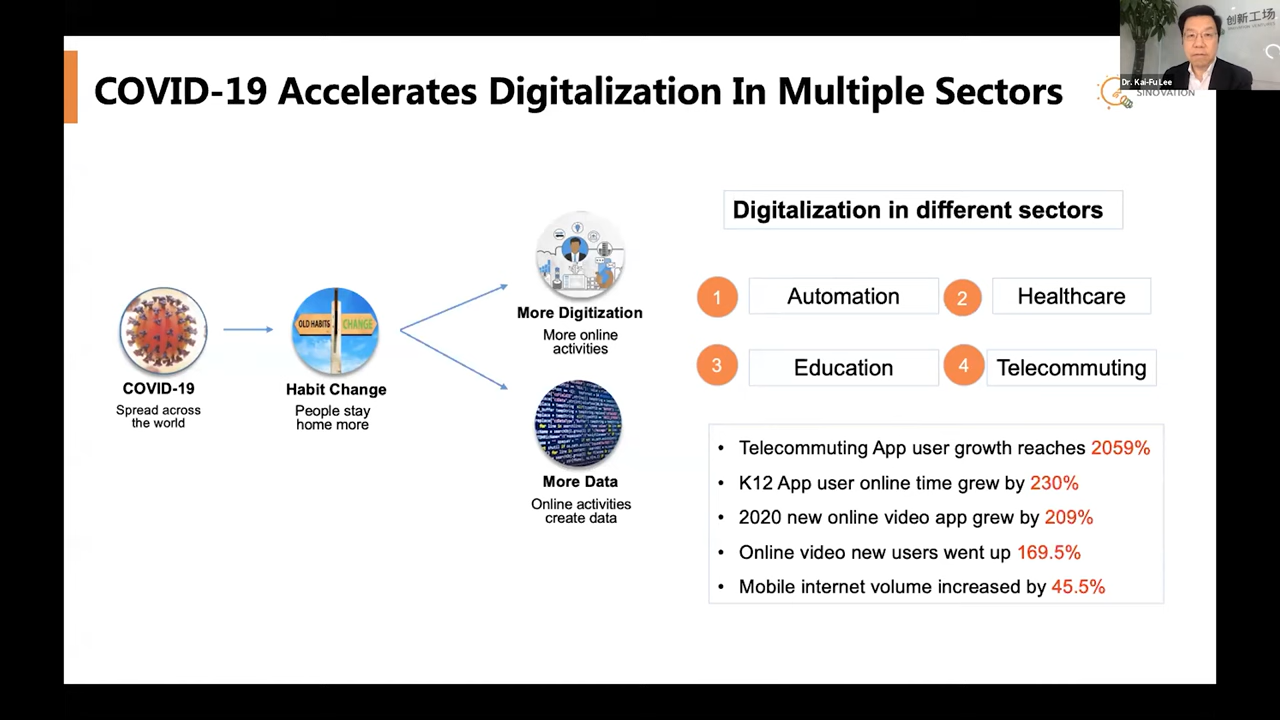 创新工场
Dr. Kai-Fu Lee
SINOVATION
COVID-19 Accelerates Digitalization In Multiple Sectors
Digitalization in different sectors
1 Automation 2 Healthcare
3 Education 4 Telecommuting
OLD HABITS CHANGE
More Digitization
More online
activities
COVID-19
Spread across
the world
Habit Change
People stay
home more
More Data
Online activities
create data
• Telecommuting App user growth reaches 2059%
• K12 App user online time grew by 230%
• 2020 new online video app grew by 209%
• Online video new users went up 169.5%
• Mobile internet volume increased by 45.5%